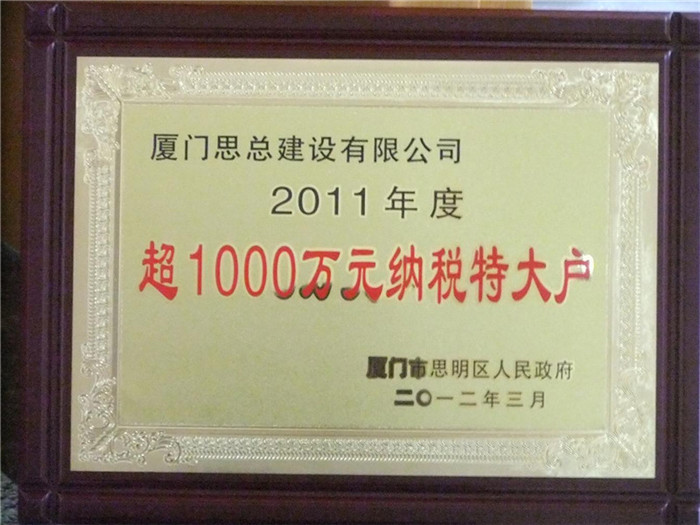 厦门思总建设有限公司
2011年度
超1000万元纳税特大户
厦门市思明区人民政府
二〇一二年三月